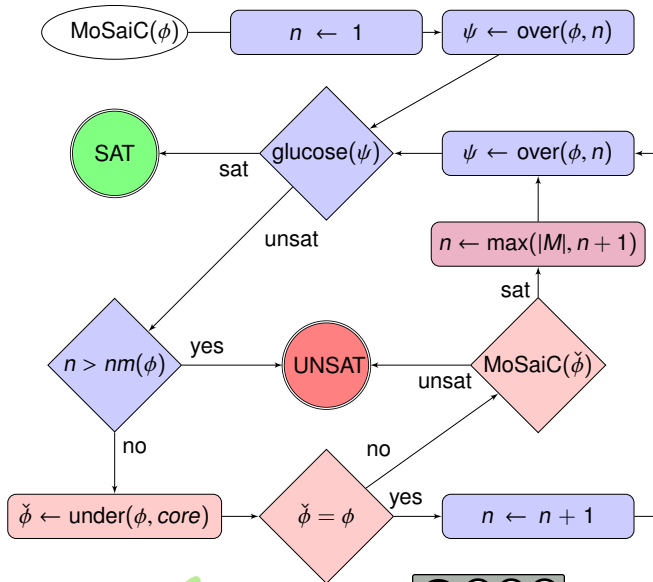 MoSaiC(ϕ)
n ← 1
ψ ← over(ϕ, n)
SAT
sat
glucose(ψ)
ψ ← over(ϕ, n)
unsat
n ← max(|M|, n + 1)
sat
n > nm(ϕ)
yes
UNSAT
unsat
MoSaiC(ϕ̌)
no
no
ϕ̌ ← under(ϕ, core)
ϕ̌ = ϕ
yes
n ← n + 1